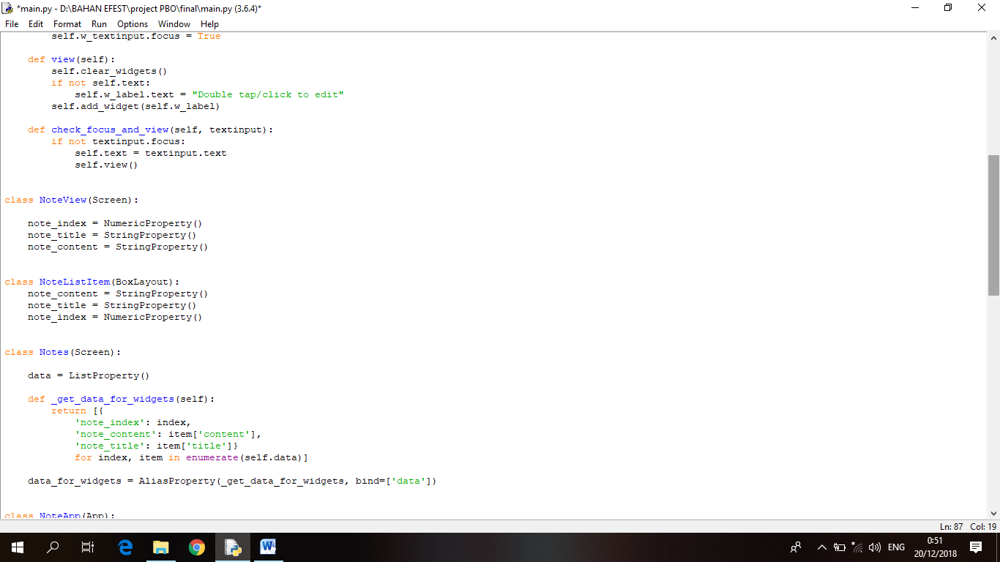 *main.py - D:\BAHAN EFEST\project PBO\final\main.py (3.6.4)*
File Edit Format Run Options Window Help
        self.w_textinput.focus = True

    def view(self):
        self.clear_widgets()
        if not self.text:
            self.w_label.text = "Double tap/click to edit"
        self.add_widget(self.w_label)

    def check_focus_and_view(self, textinput):
        if not textinput.focus:
            self.text = textinput.text
            self.view()


class NoteView(Screen):

    note_index = NumericProperty()
    note_title = StringProperty()
    note_content = StringProperty()


class NoteListItem(BoxLayout):
    note_content = StringProperty()
    note_title = StringProperty()
    note_index = NumericProperty()


class Notes(Screen):

    data = ListProperty()

    def _get_data_for_widgets(self):
        return [{
            'note_index': index,
            'note_content': item['content'],
            'note_title': item['title']}
            for index, item in enumerate(self.data)]

    data_for_widgets = AliasProperty(_get_data_for_widgets, bind=['data'])


class NoteApp(App):
Ln: 87 Col: 19
ENG
0:51
20/12/2018